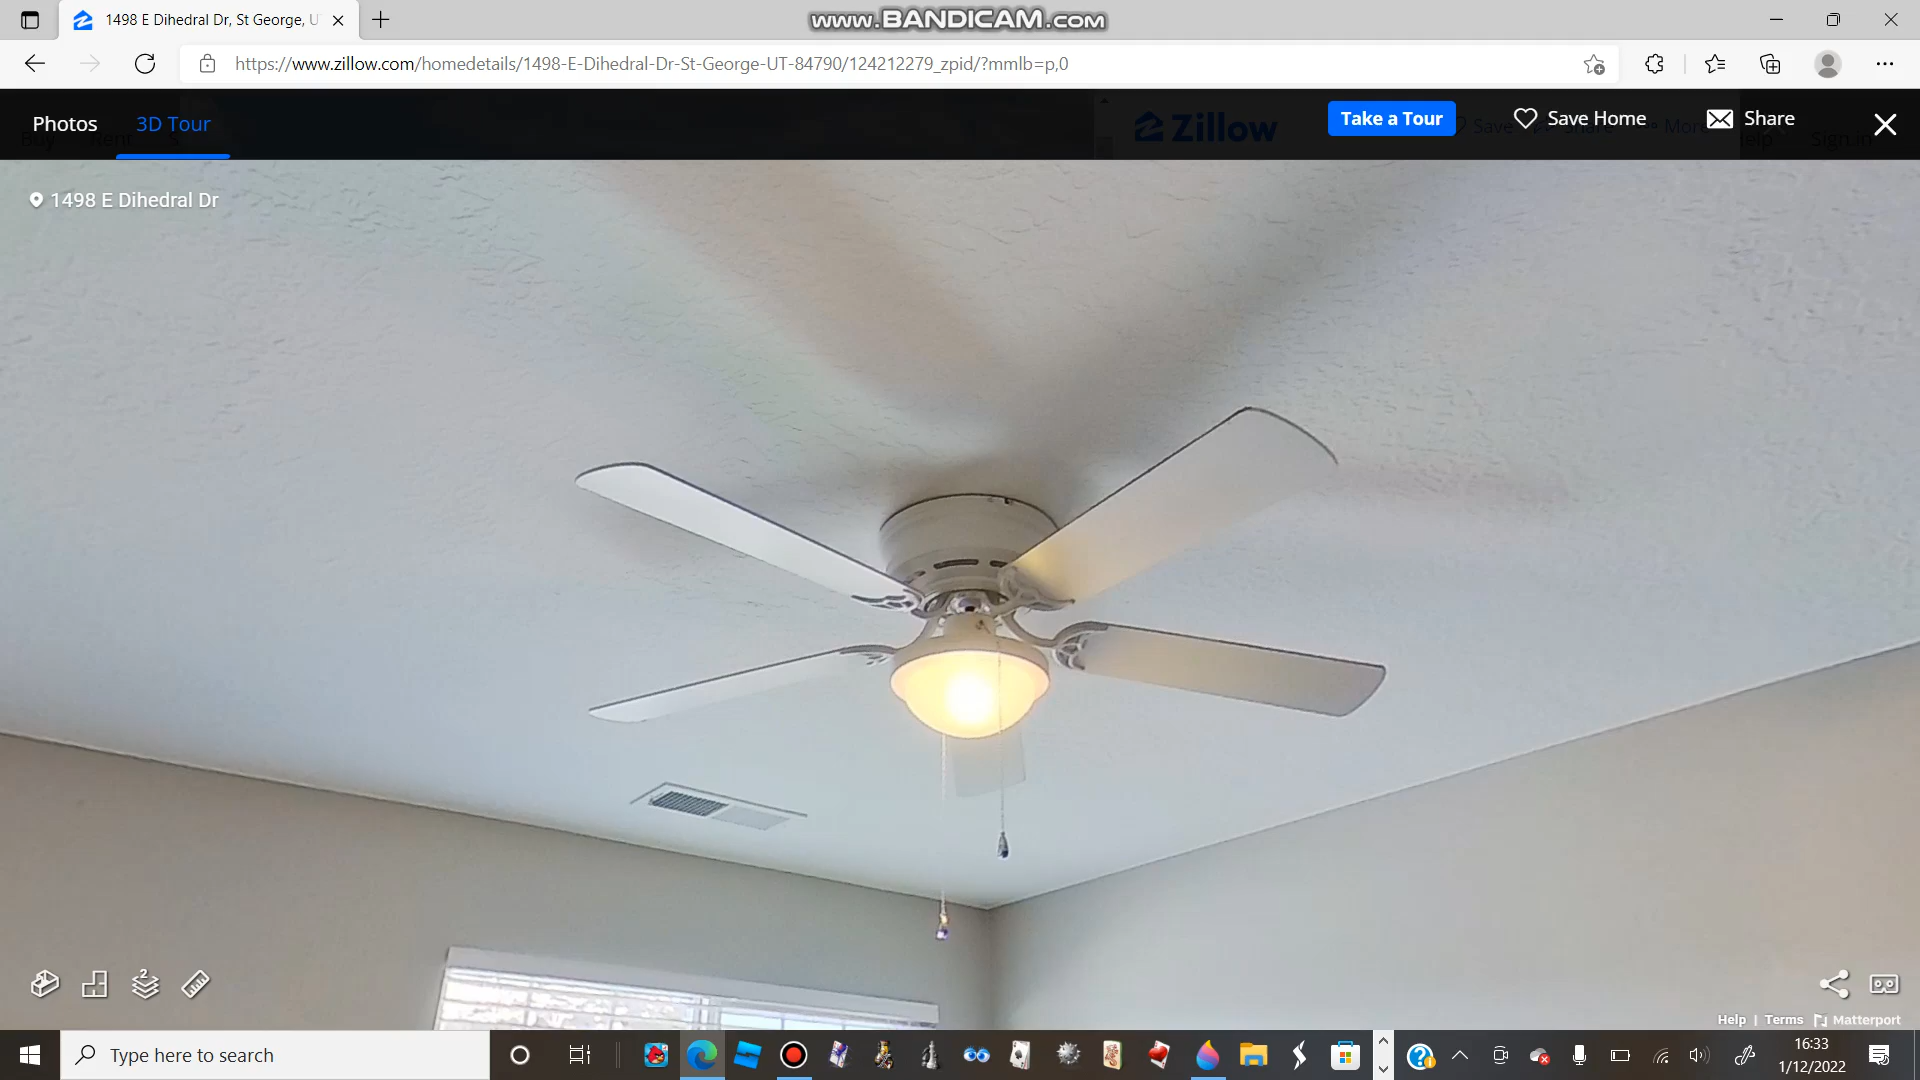 1498 E Dihedral Dr, St George, U
www.BANDICAM.com
https://www.zillow.com/homedetails/1498-E-Dihedral-Dr-St-George-UT-84790/124212279_zpid/?mmlb=p,0
Photos
3D Tour
Zillow
Take a Tour
Save Home
Share
1498 E Dihedral Dr
2
Help | Terms
Matterport
Type here to search
16:33
1/12/2022